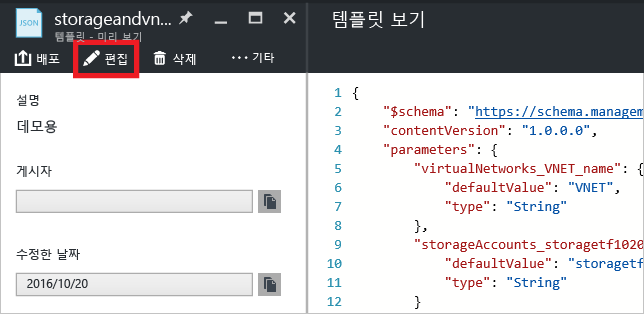 JSON
storageandvn...
템플릿 - 미리 보기
배포
편집
삭제
··· 기타
설명
데모용
게시자
수정한 날짜
2016/10/20
템플릿 보기
1 {
2 "$schema": "https://schema.managem
3 "contentVersion": "1.0.0.0",
4 "parameters": {
5 "virtualNetworks_VNET_name": {
6 "defaultValue": "VNET",
7 "type": "String"
8 },
9 "storageAccounts_storagetf1020
10 "defaultValue": "storagetf
11 "type": "String"
12 }